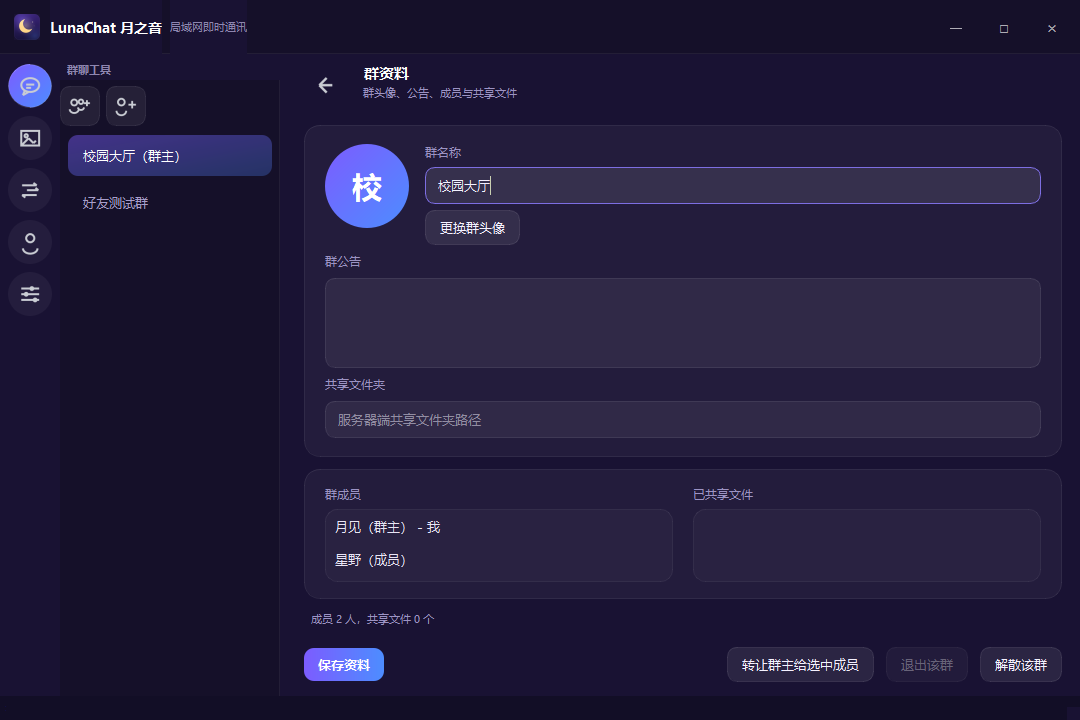 LunaChat 月之音
局域网即时通讯
群聊工具
校园大厅（群主）
好友测试群
群资料
群头像、公告、成员与共享文件
校
群名称
校园大厅
更换群头像
群公告
共享文件夹
服务器端共享文件夹路径
群成员
月见（群主） - 我
星野（成员）
已共享文件
成员 2 人，共享文件 0 个
保存资料
转让群主给选中成员
退出该群
解散该群